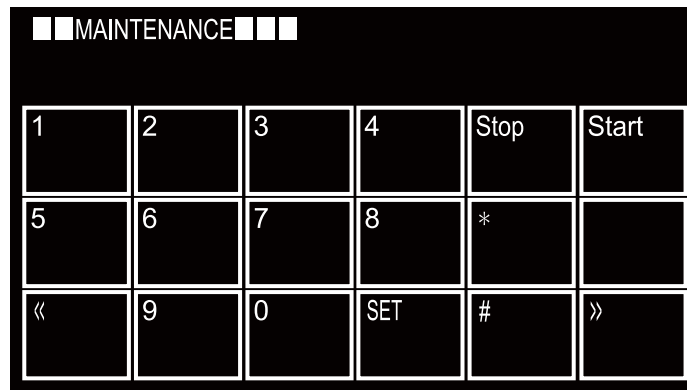 ■■MAINTENANCE■■■
1 2 3 4 Stop Start
5 6 7 8 *
« 9 0 SET # »